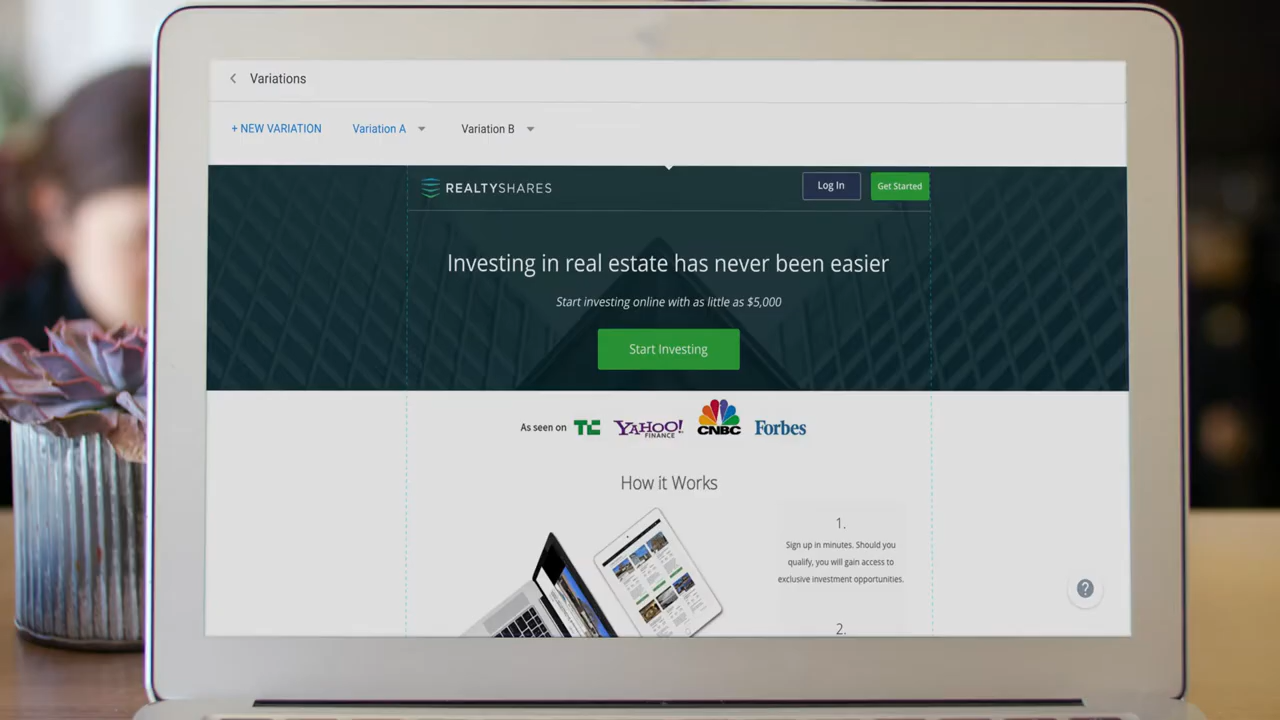 Variations
+ NEW VARIATION Variation A Variation B
REALTYSHARES Log In Get Started
Investing in real estate has never been easier
Start investing online with as little as $5,000
Start Investing
As seen on TC YAHOO! FINANCE CNBC Forbes
How it Works
1.
Sign up in minutes. Should you
qualify, you will gain access to
exclusive investment opportunities.
2.
?